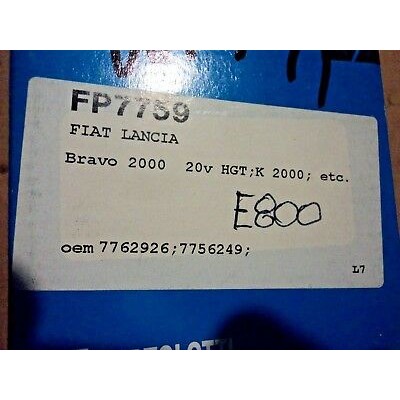 FP7759
FIAT LANCIA
Bravo 2000 20v HGT;K 2000; etc.
E800
oem 7762926;7756249;
L7